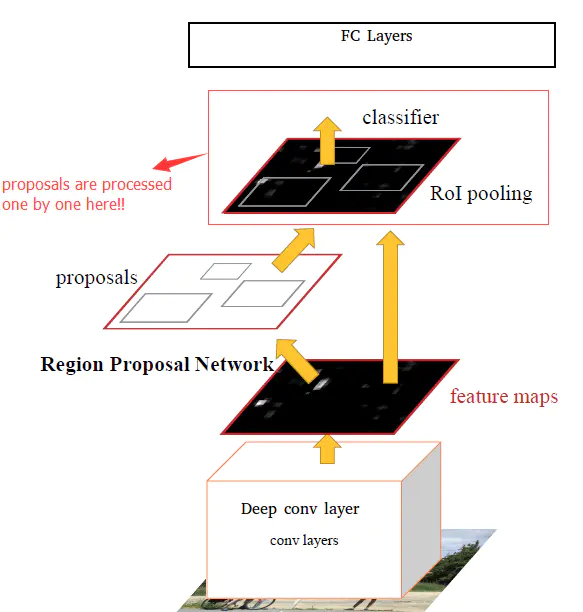 FC Layers
classifier
proposals are processed
one by one here!!
RoI pooling
proposals
Region Proposal Network
feature maps
Deep conv layer
conv layers